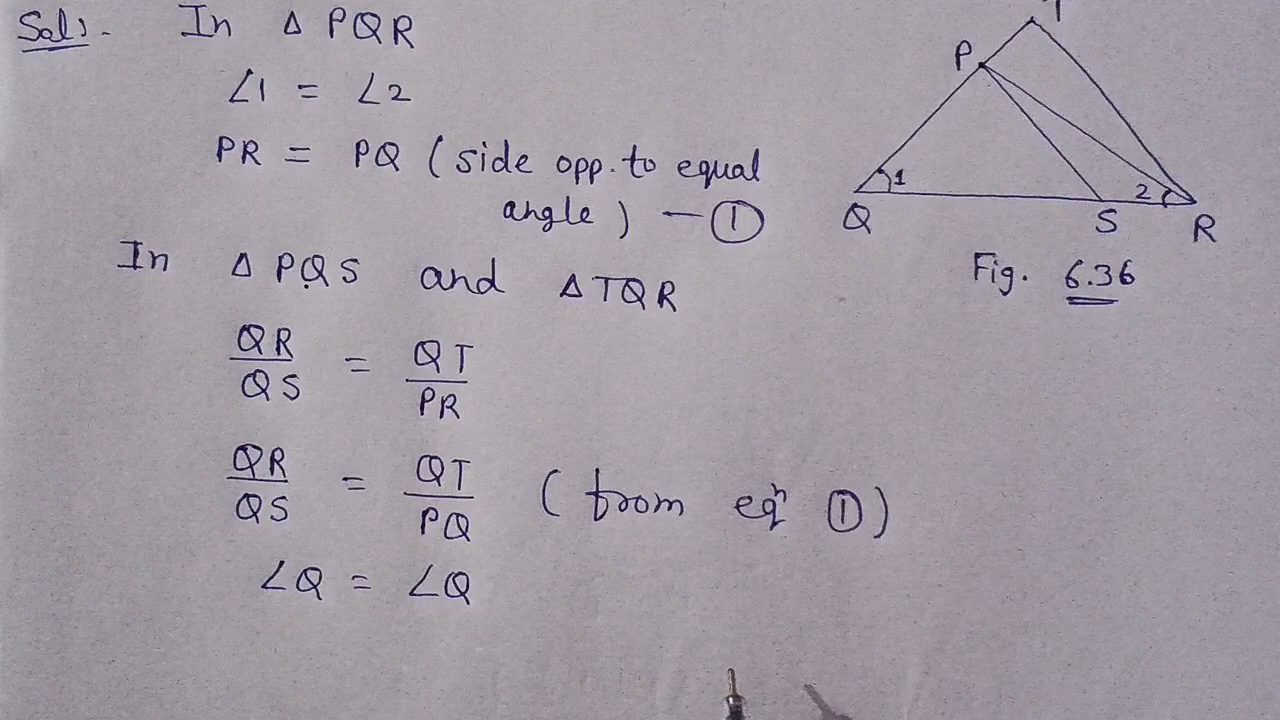 Sol:-  In Δ PQR
∠1 = ∠2
PR = PQ (side opp. to equal
angle) — ①
In Δ PQS and Δ TQR
QR/QS = QT/PR
QR/QS = QT/PQ (from eqⁿ ①)
∠Q = ∠Q
T
P
1
2
Q
S
R
Fig. 6.36